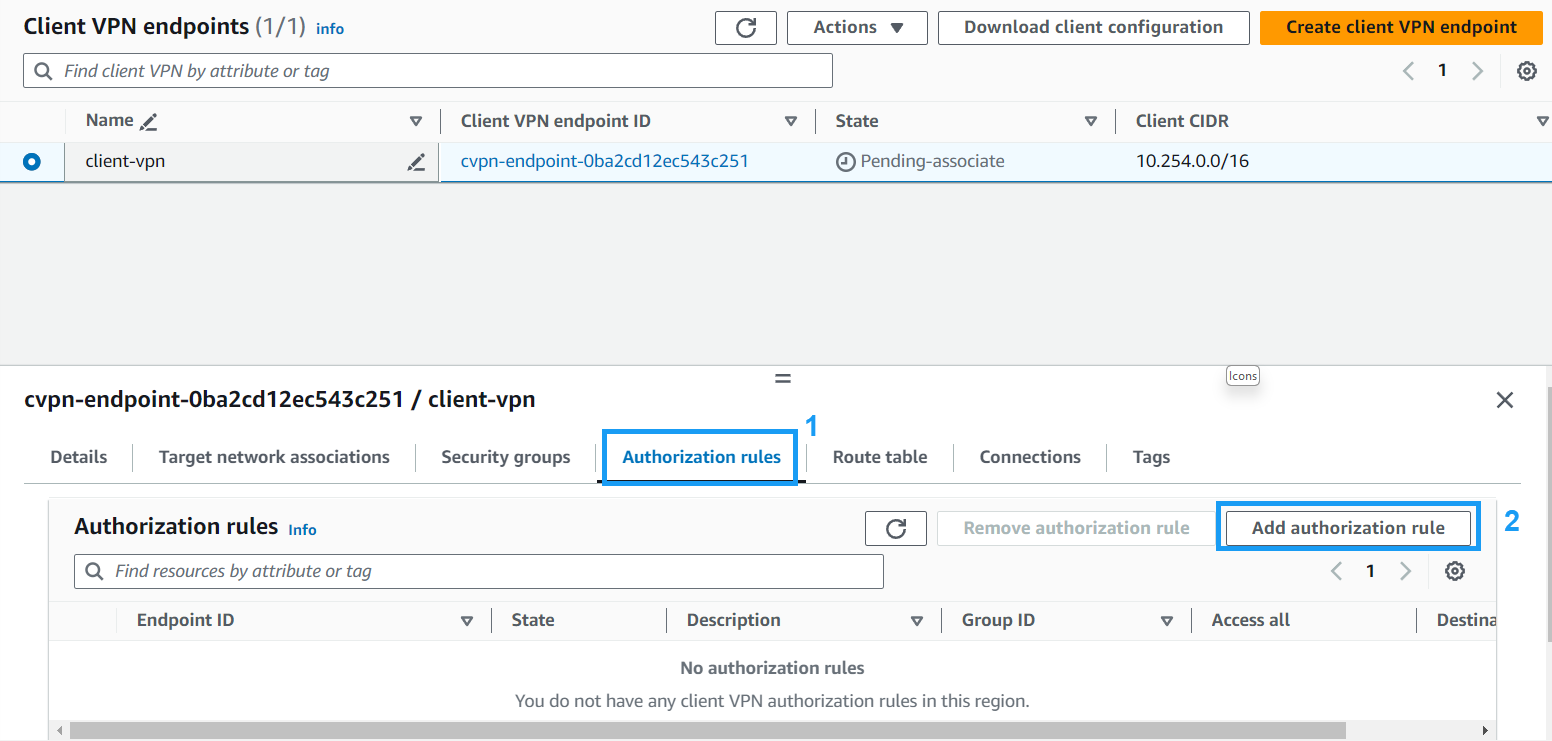 Client VPN endpoints (1/1) Info
Actions
Download client configuration
Create client VPN endpoint
Find client VPN by attribute or tag
1
Name
Client VPN endpoint ID
State
Client CIDR
client-vpn
cvpn-endpoint-0ba2cd12ec543c251
Pending-associate
10.254.0.0/16
Icons
cvpn-endpoint-0ba2cd12ec543c251 / client-vpn
1
Details
Target network associations
Security groups
Authorization rules
Route table
Connections
Tags
Authorization rules Info
Remove authorization rule
Add authorization rule
2
Find resources by attribute or tag
1
Endpoint ID
State
Description
Group ID
Access all
Destina
No authorization rules
You do not have any client VPN authorization rules in this region.